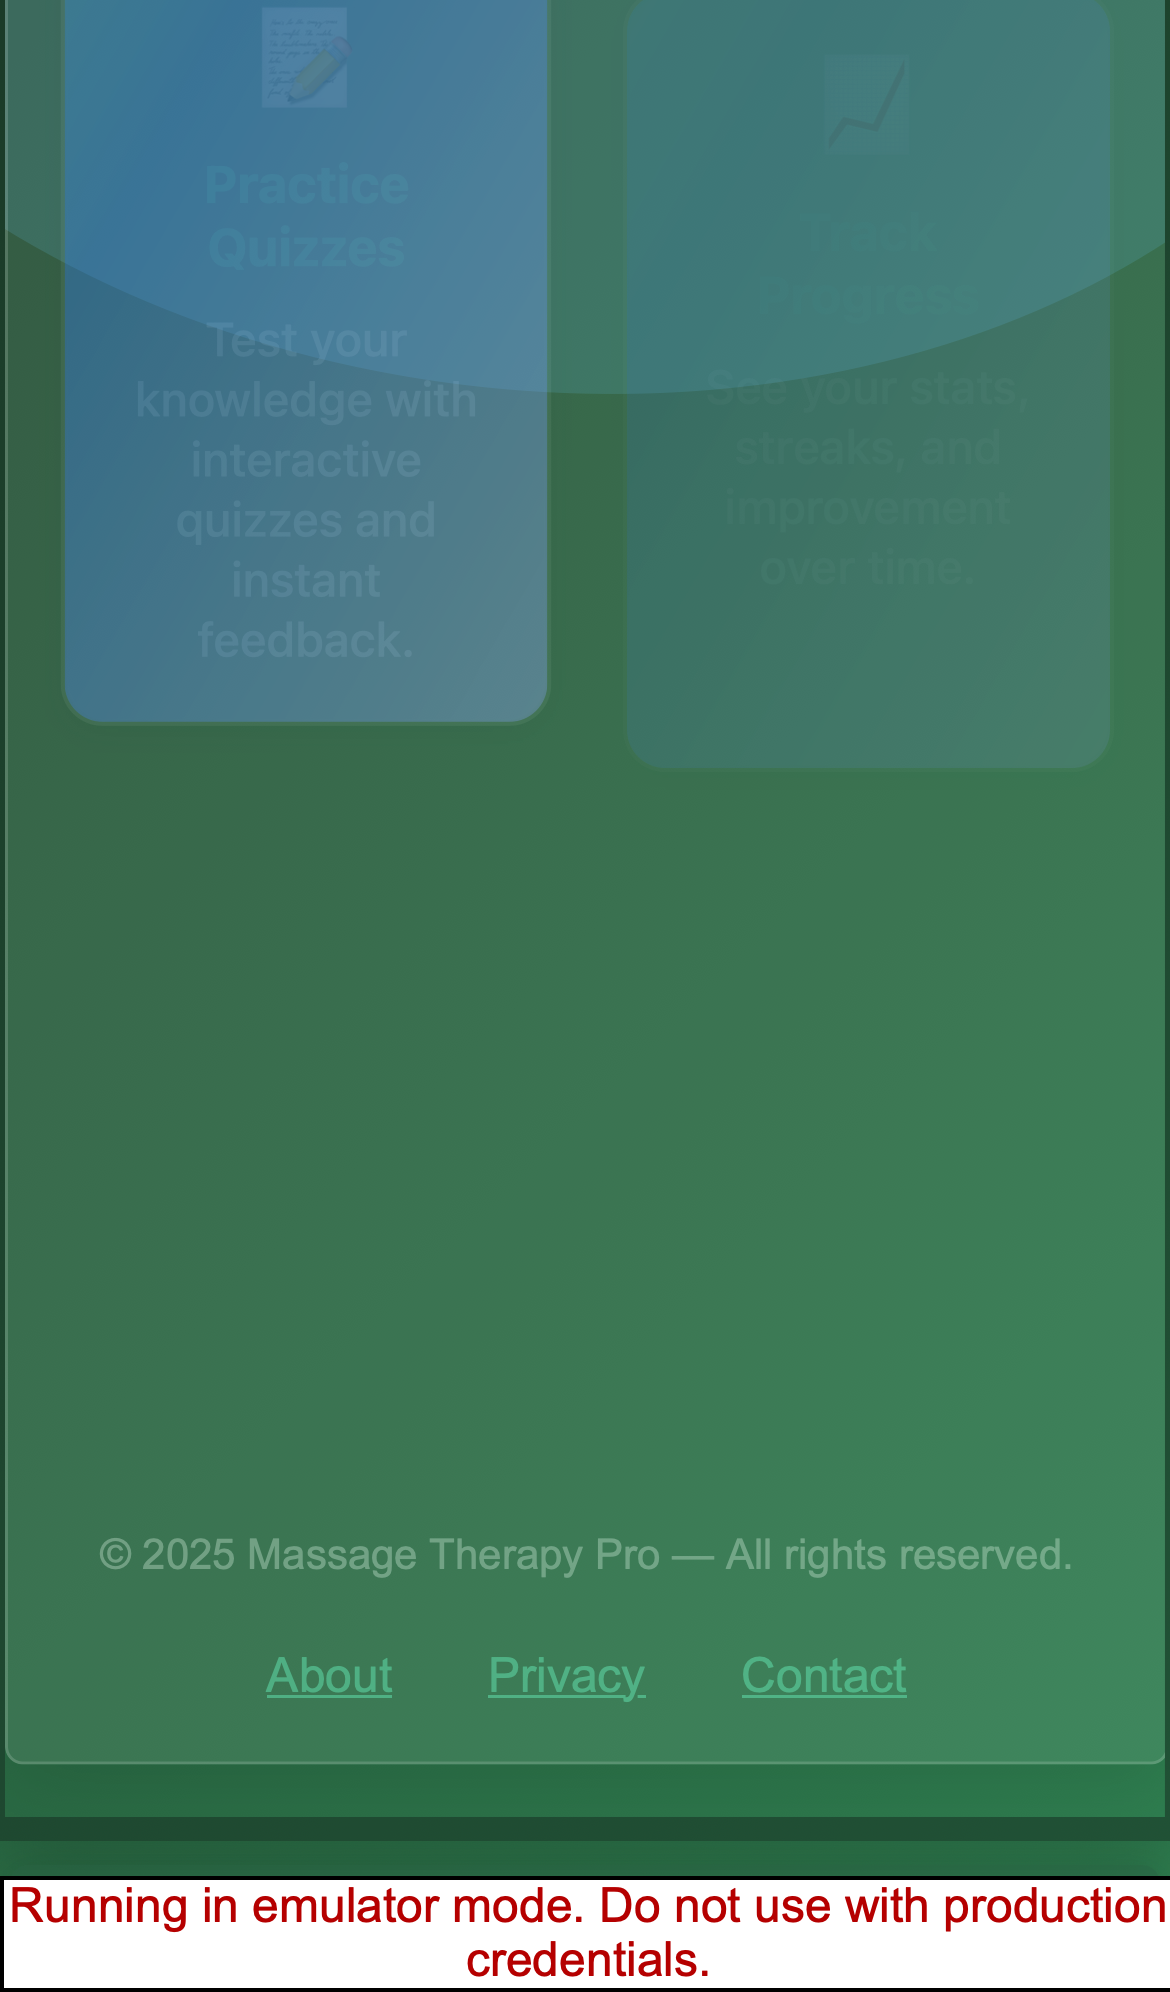 Practice
Quizzes
Test your
knowledge with
interactive
quizzes and
instant
feedback.
Track
Progress
See your stats,
streaks, and
improvement
over time.
© 2025 Massage Therapy Pro — All rights reserved.
About Privacy Contact
Running in emulator mode. Do not use with production
credentials.